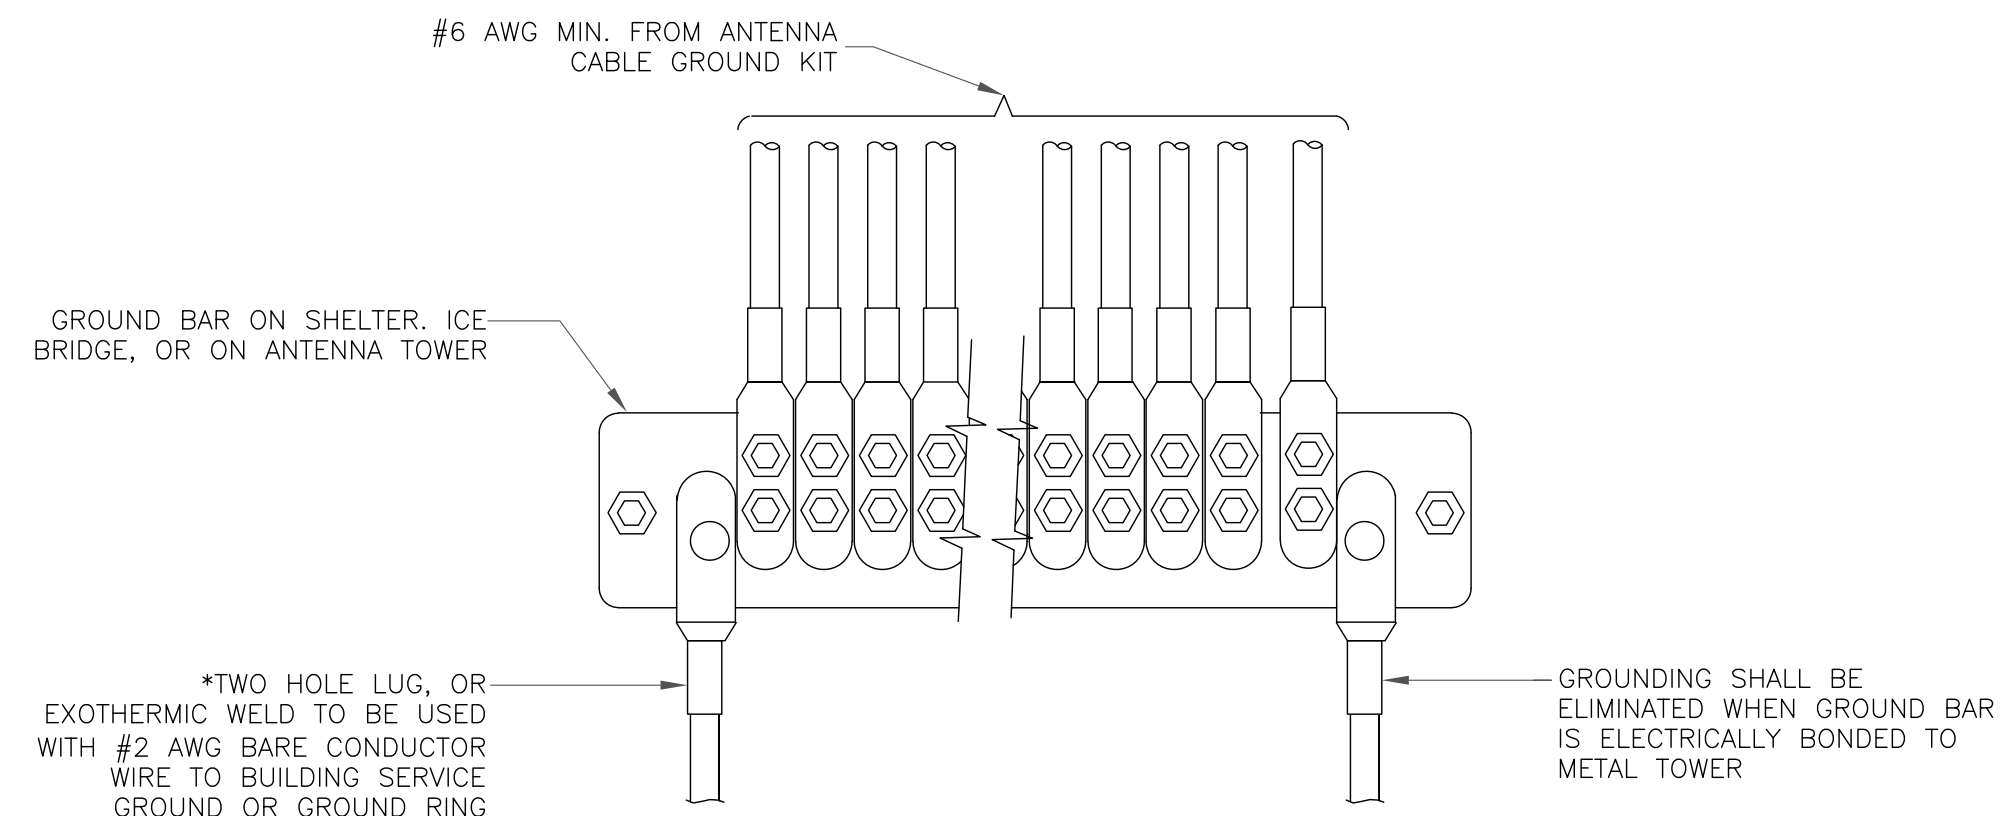 #6 AWG MIN. FROM ANTENNA
CABLE GROUND KIT
GROUND BAR ON SHELTER. ICE
BRIDGE, OR ON ANTENNA TOWER
*TWO HOLE LUG, OR
EXOTHERMIC WELD TO BE USED
WITH #2 AWG BARE CONDUCTOR
WIRE TO BUILDING SERVICE
GROUND OR GROUND RING
GROUNDING SHALL BE
ELIMINATED WHEN GROUND BAR
IS ELECTRICALLY BONDED TO
METAL TOWER